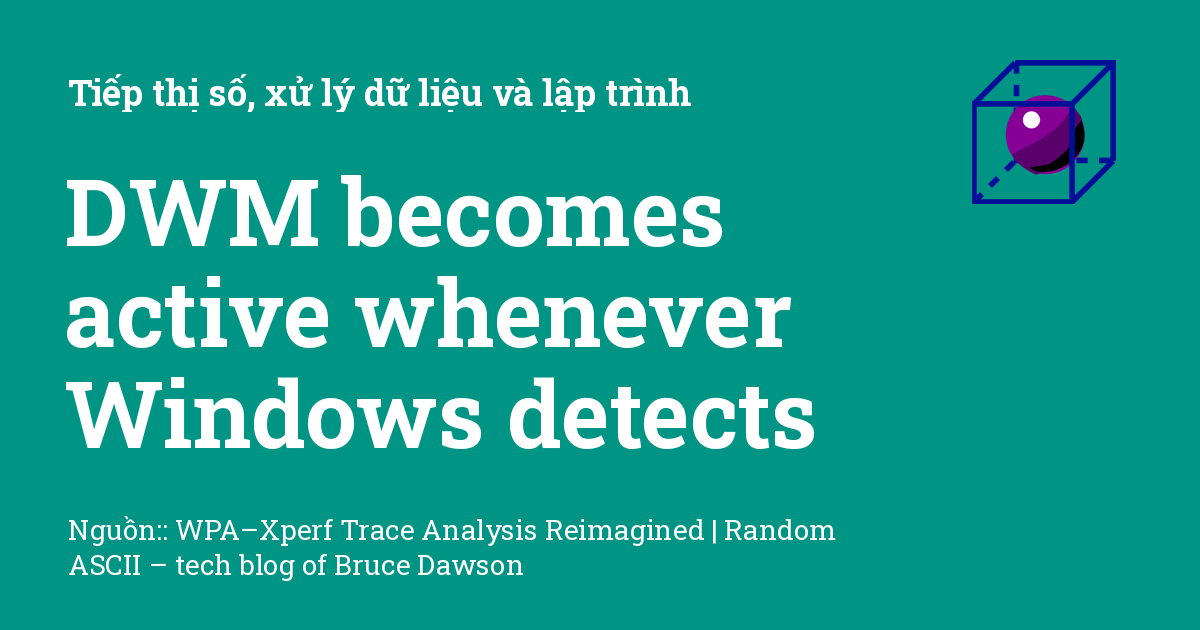 Tiếp thị số, xử lý dữ liệu và lập trình
DWM becomes
active whenever
Windows detects
Nguồn:: WPA–Xperf Trace Analysis Reimagined | Random
ASCII – tech blog of Bruce Dawson